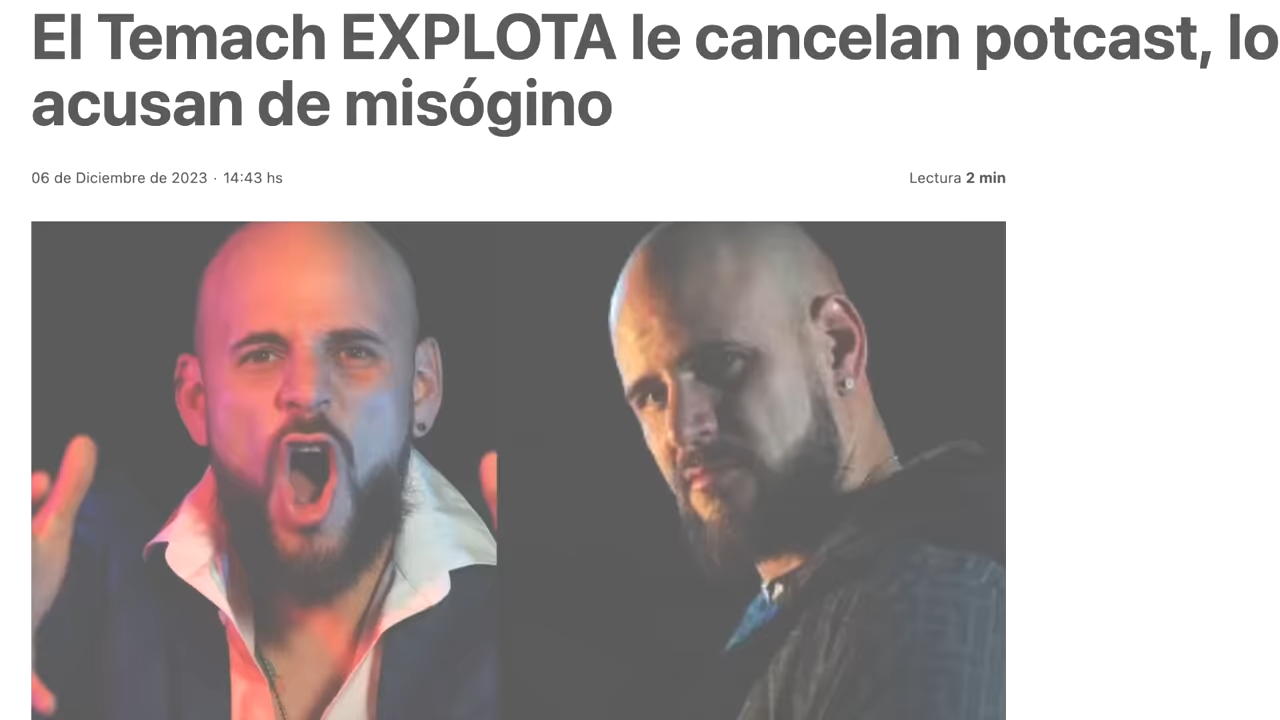 El Temach EXPLOTA le cancelan potcast, lo
acusan de misógino
06 de Diciembre de 2023 · 14:43 hs
Lectura 2 min